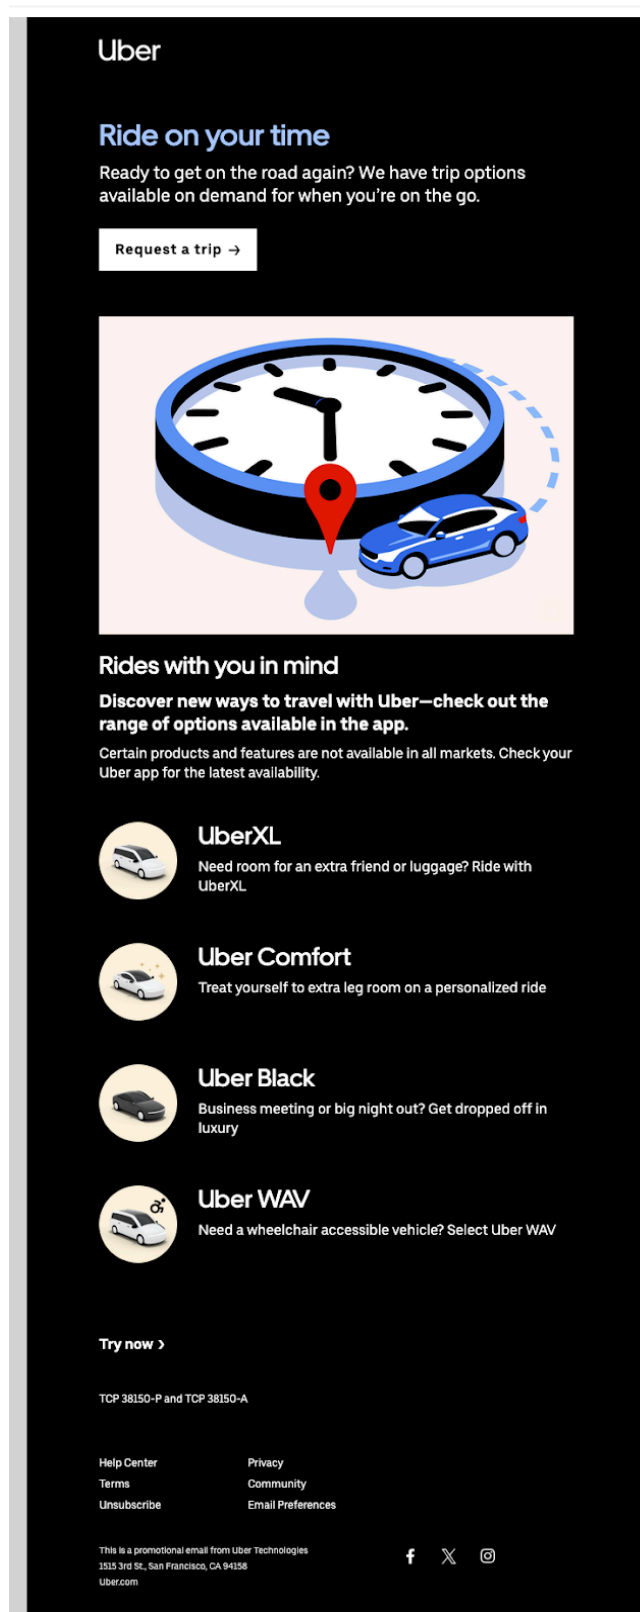 Uber
Ride on your time
Ready to get on the road again? We have trip options
available on demand for when you’re on the go.
Request a trip →
Rides with you in mind
Discover new ways to travel with Uber—check out the
range of options available in the app.
Certain products and features are not available in all markets. Check your
Uber app for the latest availability.
UberXL
Need room for an extra friend or luggage? Ride with
UberXL
Uber Comfort
Treat yourself to extra leg room on a personalized ride
Uber Black
Business meeting or big night out? Get dropped off in
luxury
Uber WAV
Need a wheelchair accessible vehicle? Select Uber WAV
Try now ›
TCP 38150-P and TCP 38150-A
Help Center
Privacy
Terms
Community
Unsubscribe
Email Preferences
This is a promotional email from Uber Technologies
1515 3rd St., San Francisco, CA 94158
Uber.com